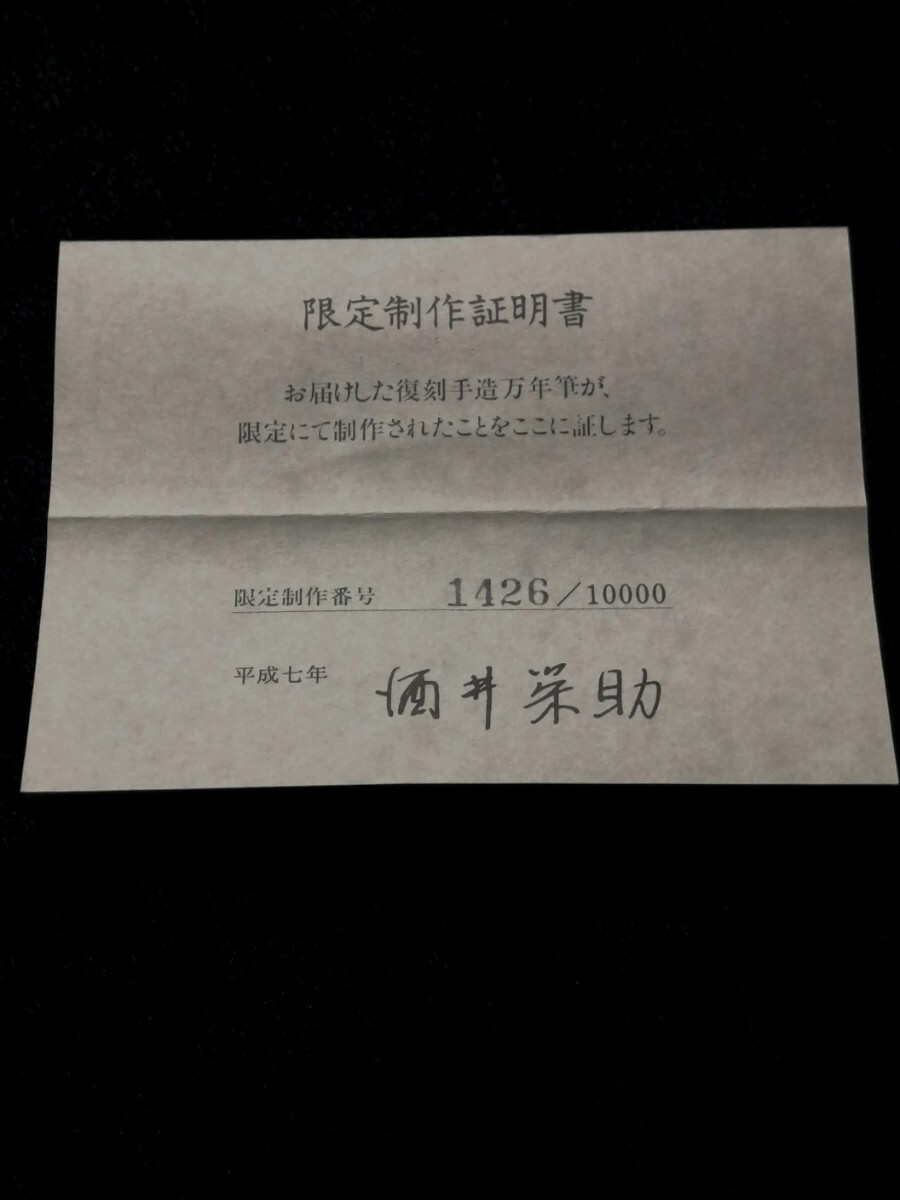 限定制作証明書
お届けした復刻手造万年筆が、
限定にて制作されたことをここに証します。
限定制作番号 1426/10000
平成七年 酒井栄助